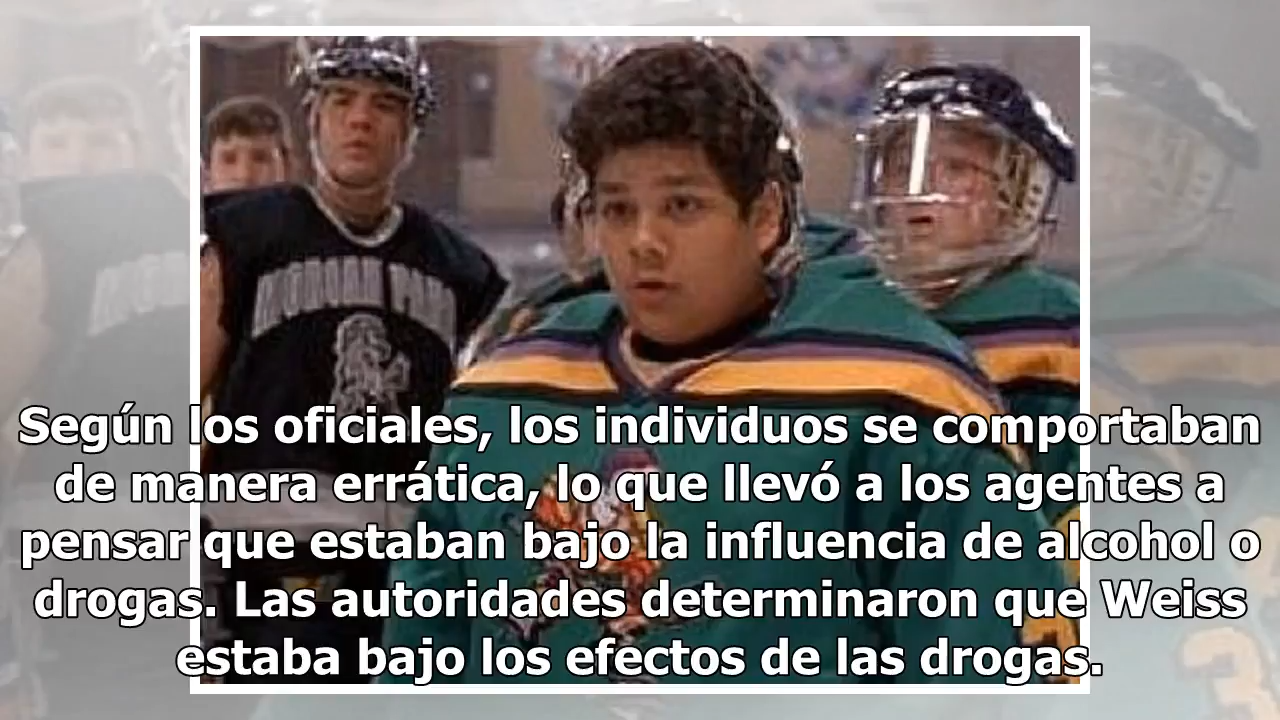 Según los oficiales, los individuos se comportaban
de manera errática, lo que llevó a los agentes a
pensar que estaban bajo la influencia de alcohol o
drogas. Las autoridades determinaron que Weiss
estaba bajo los efectos de las drogas.